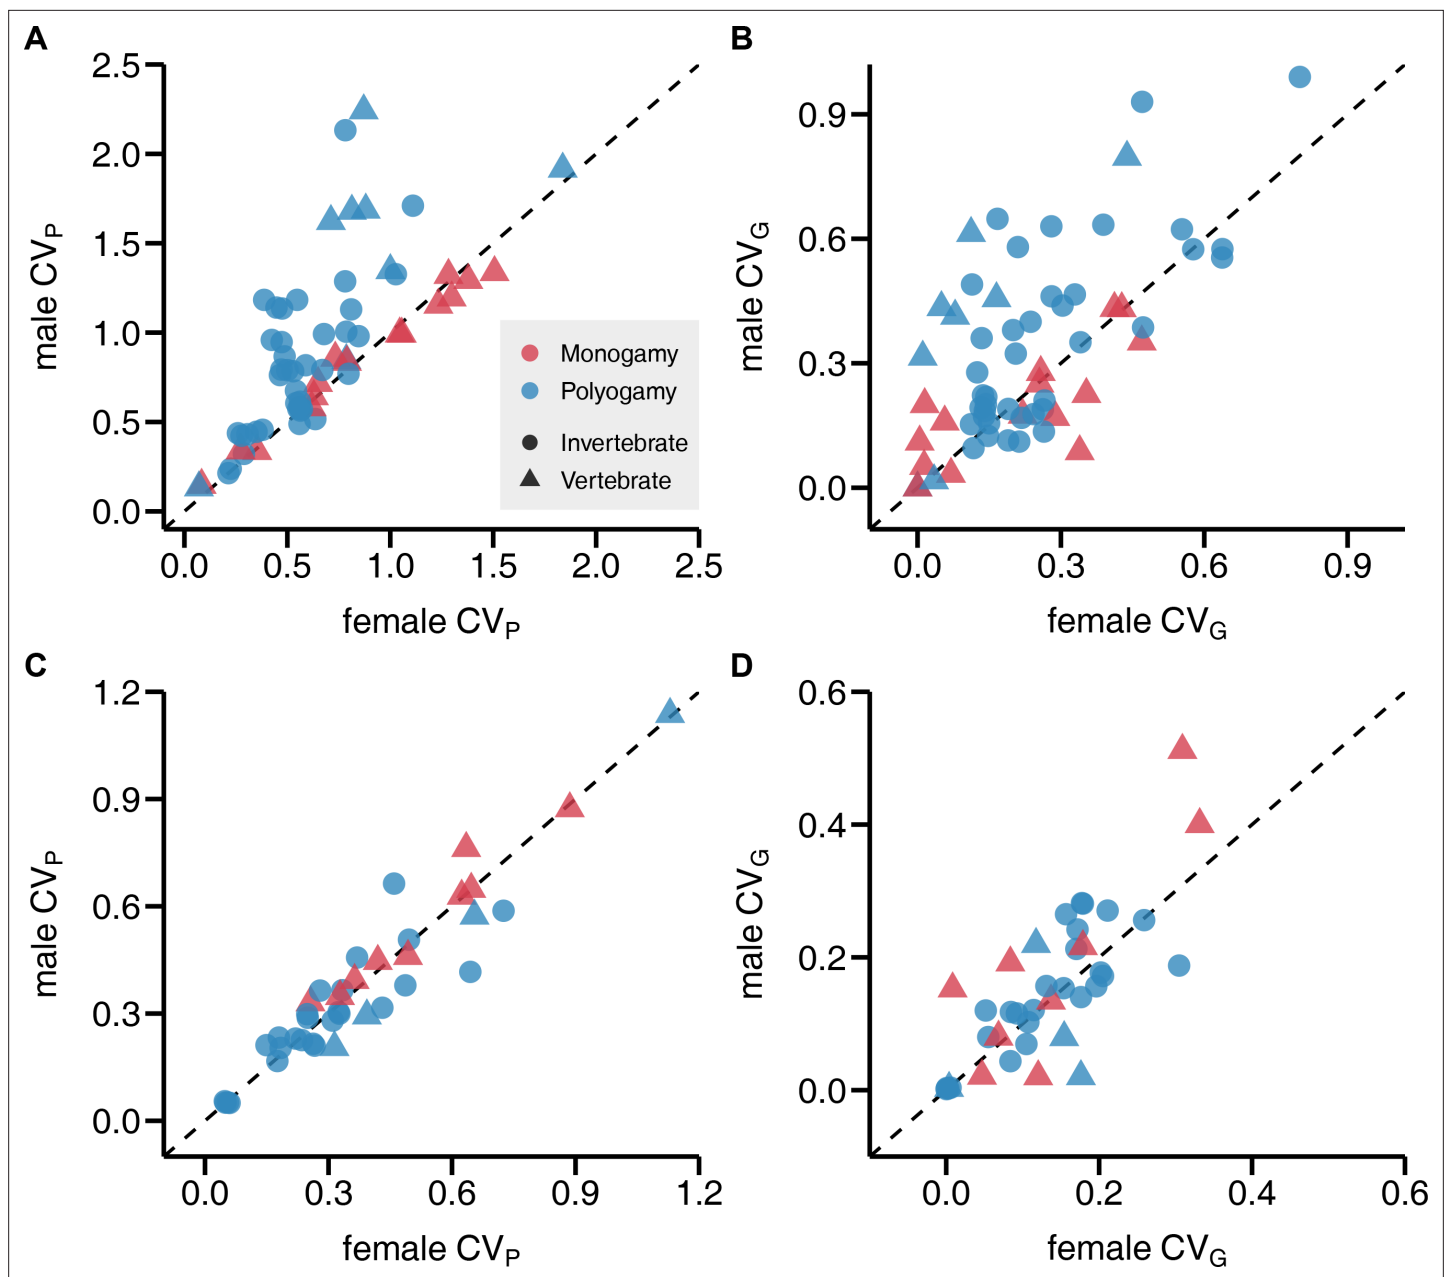 A
2.5
2.0
1.5
1.0
0.5
0.0
male CVP
0.0 0.5 1.0 1.5 2.0 2.5
female CVP
Monogamy
Polyogamy
Invertebrate
Vertebrate
B
0.9
0.6
0.3
0.0
male CVG
0.0 0.3 0.6 0.9
female CVG
C
1.2
0.9
0.6
0.3
0.0
male CVP
0.0 0.3 0.6 0.9 1.2
female CVP
D
0.6
0.4
0.2
0.0
male CVG
0.0 0.2 0.4 0.6
female CVG